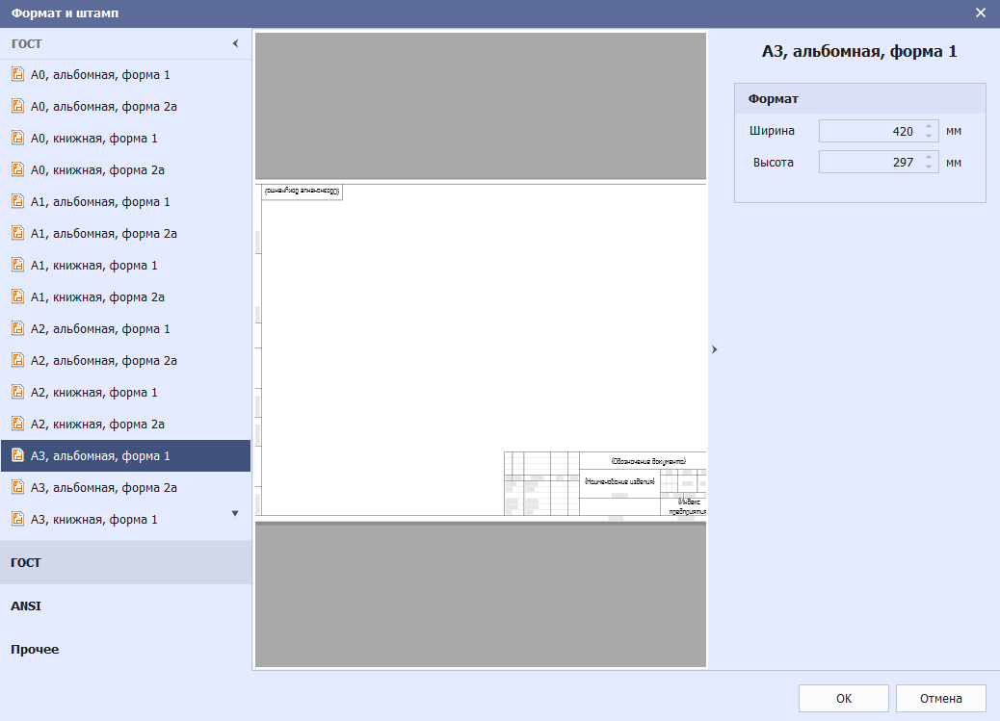 Формат и штамп
ГОСТ
А0, альбомная, форма 1
А0, альбомная, форма 2а
А0, книжная, форма 1
А0, книжная, форма 2а
А1, альбомная, форма 1
А1, альбомная, форма 2а
А1, книжная, форма 1
А1, книжная, форма 2а
А2, альбомная, форма 1
А2, альбомная, форма 2а
А2, книжная, форма 1
А2, книжная, форма 2а
А3, альбомная, форма 1
А3, альбомная, форма 2а
А3, книжная, форма 1
ГОСТ
ANSI
Прочее
{Обозначение документа}
{Обозначение документа}
{Наименование изделия}
{Индекс
предприятия
А3, альбомная, форма 1
Формат
Ширина 420 мм
Высота 297 мм
ОК
Отмена